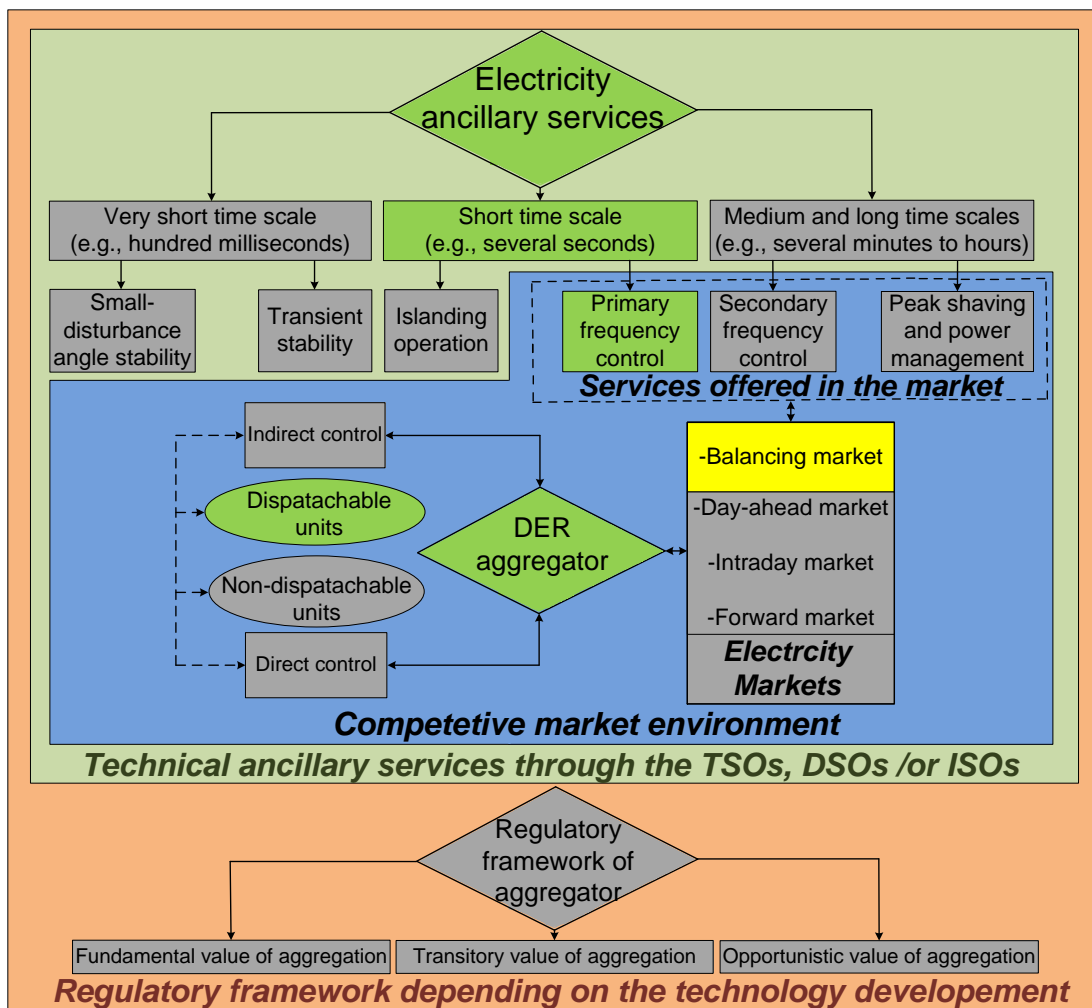 Electricity
ancillary services
Very short time scale
(e.g., hundred milliseconds)
Short time scale
(e.g., several seconds)
Medium and long time scales
(e.g., several minutes to hours)
Small-
disturbance
angle stability
Transient
stability
Islanding
operation
Primary
frequency
control
Secondary
frequency
control
Peak shaving
and power
management
Services offered in the market
Indirect control
Dispatachable
units
Non-dispatachable
units
Direct control
DER
aggregator
-Balancing market
-Day-ahead market
-Intraday market
-Forward market
Electrcity
Markets
Competetive market environment
Technical ancillary services through the TSOs, DSOs /or ISOs
Regulatory
framework of
aggregator
Fundamental value of aggregation
Transitory value of aggregation
Opportunistic value of aggregation
Regulatory framework depending on the technology developement